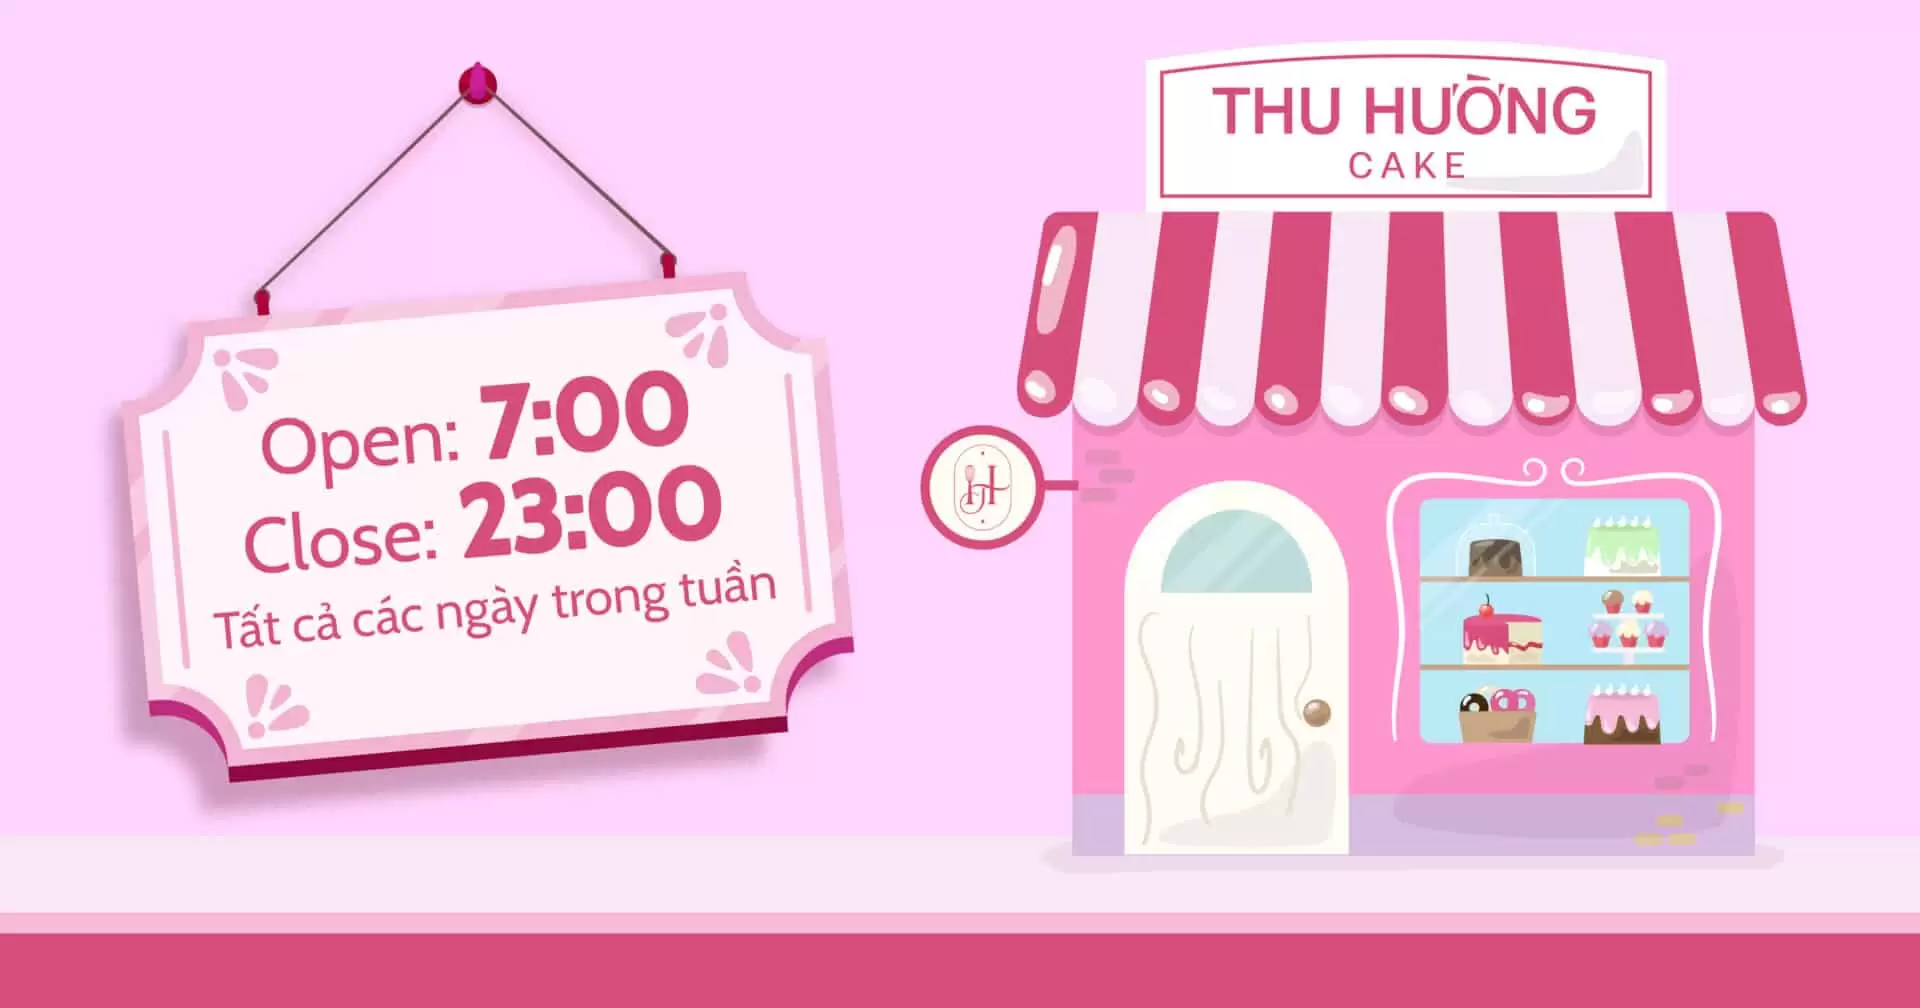 Open: 7:00
Close: 23:00
Tất cả các ngày trong tuần
THU HƯỜNG
CAKE
H